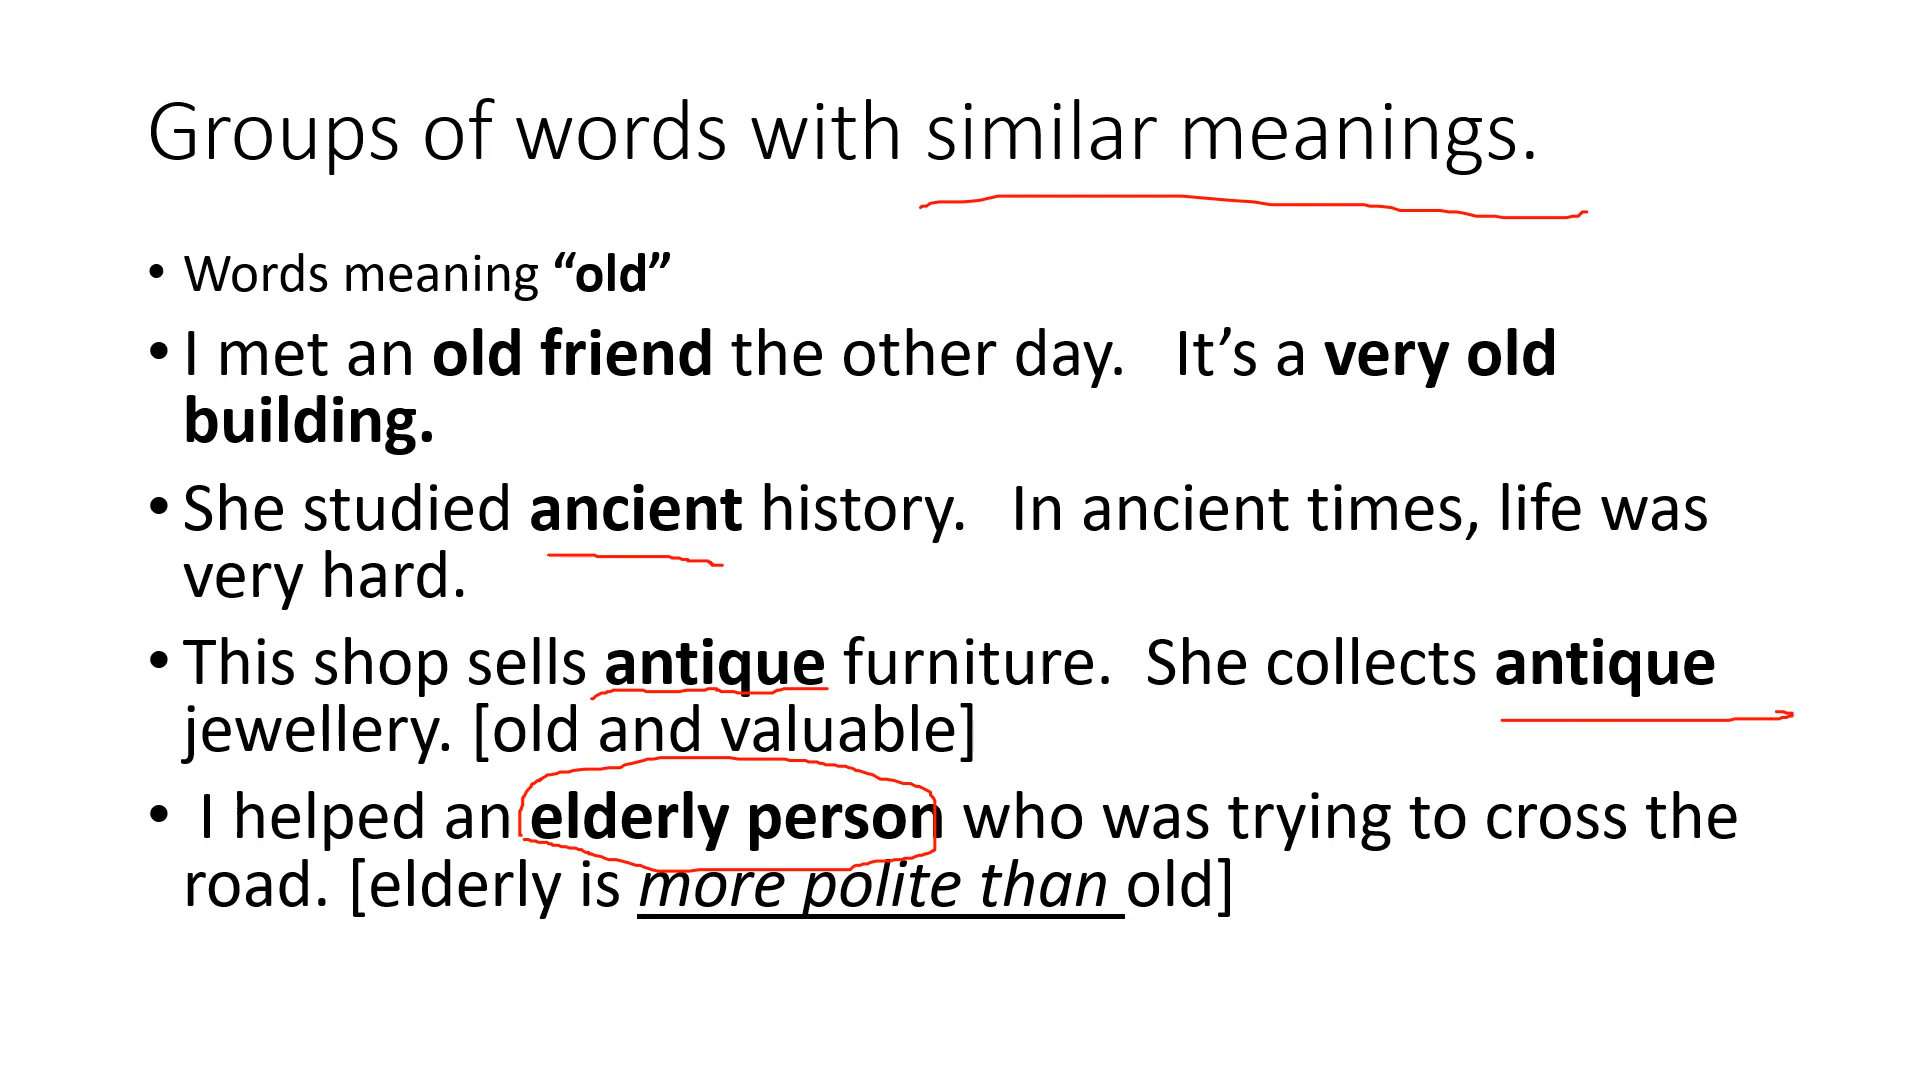 Groups of words with similar meanings.
• Words meaning “old”
• I met an old friend the other day.   It’s a very old
building.
• She studied ancient history.   In ancient times, life was
very hard.
• This shop sells antique furniture.  She collects antique
jewellery. [old and valuable]
•  I helped an elderly person who was trying to cross the
road. [elderly is more polite than old]